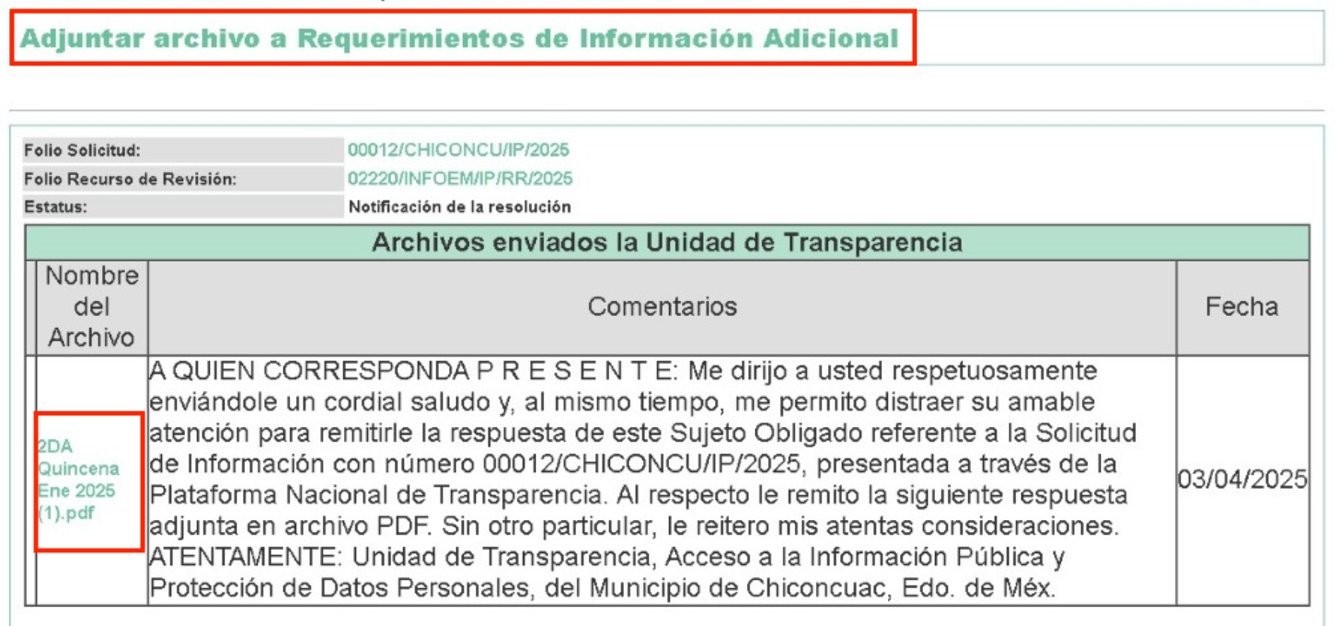 Adjuntar archivo a Requerimientos de Información Adicional
Folio Solicitud: 00012/CHICONCU/IP/2025
Folio Recurso de Revisión: 02220/INFOEM/IP/RR/2025
Estatus: Notificación de la resolución
Archivos enviados la Unidad de Transparencia
Nombre
del
Archivo
Comentarios
Fecha
2DA
Quincena
Ene 2025
(1).pdf
A QUIEN CORRESPONDA P R E S E N T E: Me dirijo a usted respetuosamente
enviándole un cordial saludo y, al mismo tiempo, me permito distraer su amable
atención para remitirle la respuesta de este Sujeto Obligado referente a la Solicitud
de Información con número 00012/CHICONCU/IP/2025, presentada a través de la
Plataforma Nacional de Transparencia. Al respecto le remito la siguiente respuesta
adjunta en archivo PDF. Sin otro particular, le reitero mis atentas consideraciones.
ATENTAMENTE: Unidad de Transparencia, Acceso a la Información Pública y
Protección de Datos Personales, del Municipio de Chiconcuac, Edo. de Méx.
03/04/2025